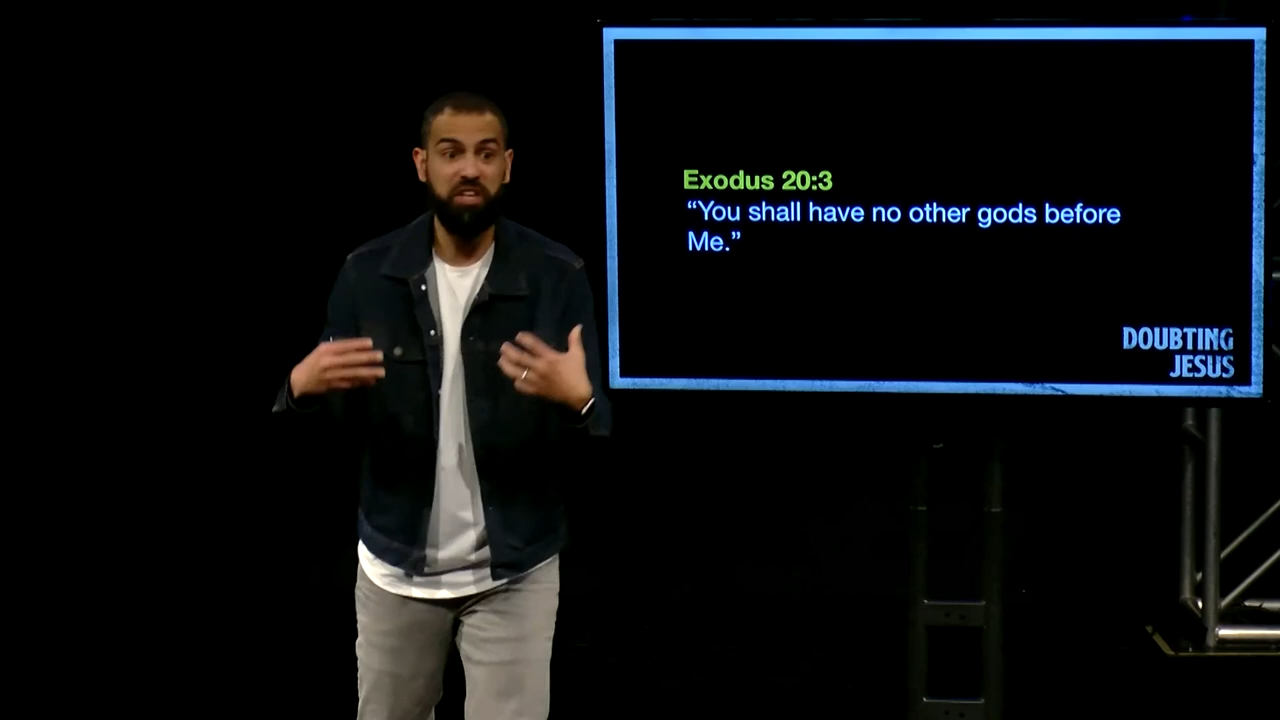 Exodus 20:3
“You shall have no other gods before
Me.”
DOUBTING
JESUS